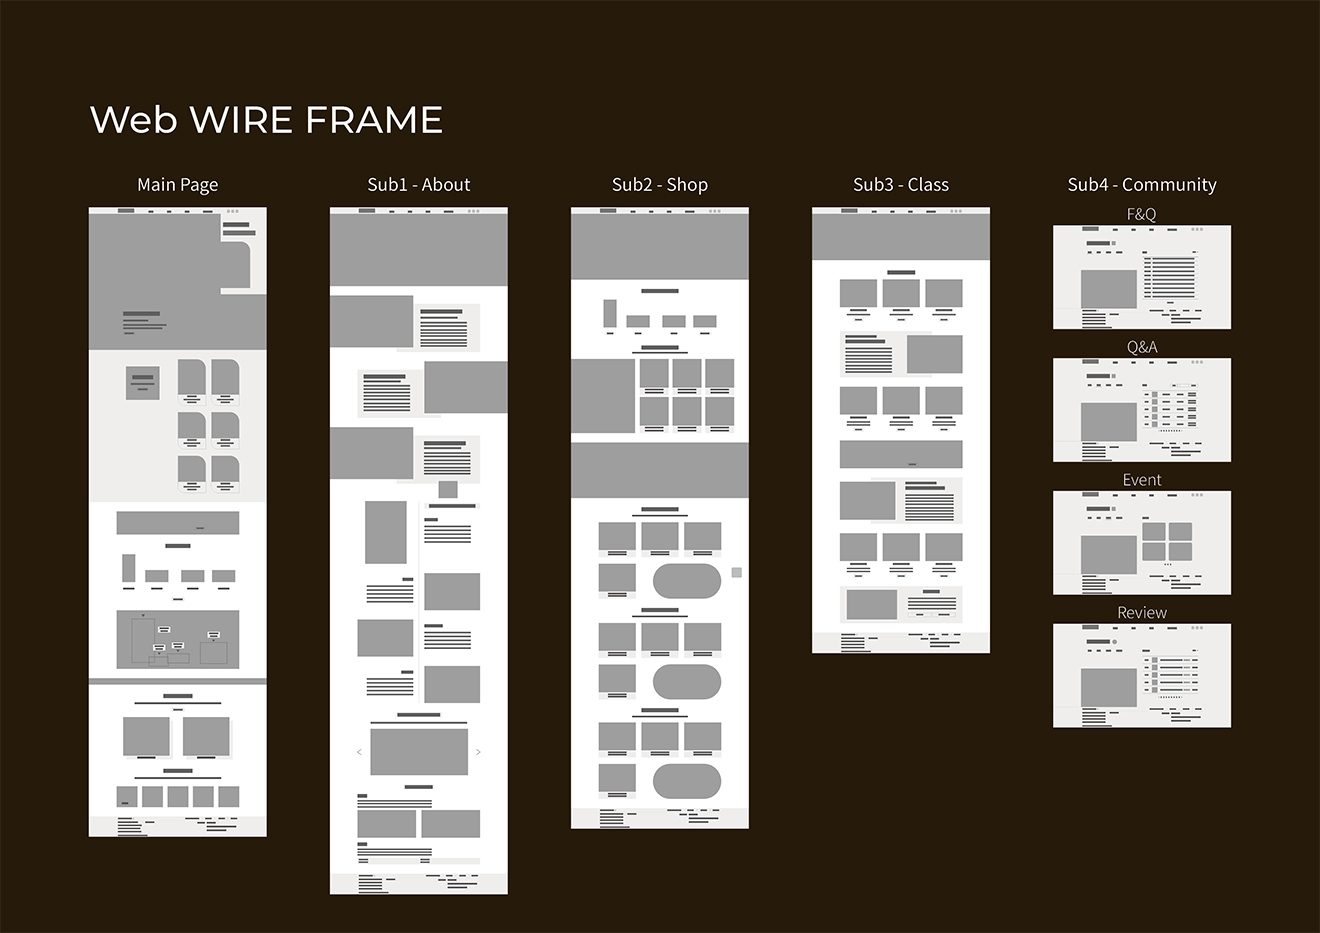 Web WIRE FRAME
Main Page
Sub1 - About
Sub2 - Shop
Sub3 - Class
Sub4 - Community
F&Q
Q&A
Event
Review